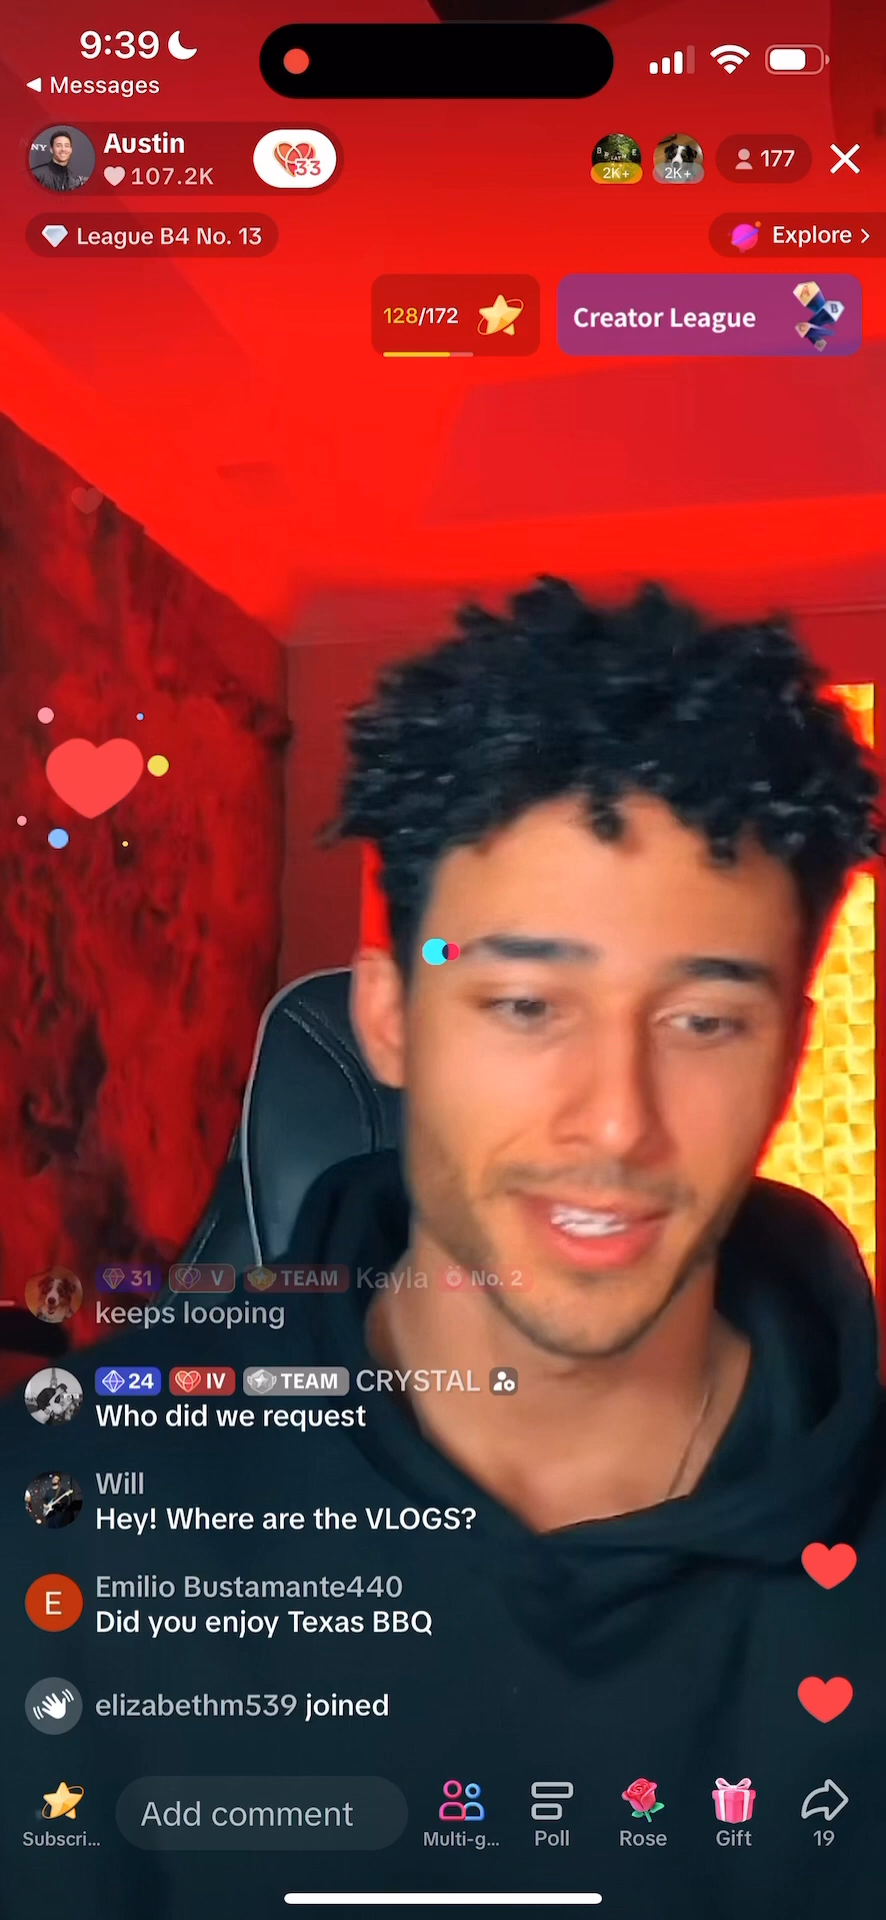 9:39
Messages
Austin
107.2K
33
2K+
2K+
177
League B4 No. 13
Explore
128/172
Creator League
31 V TEAM Kayla No. 2
keeps looping
24 IV TEAM CRYSTAL
Who did we request
Will
Hey! Where are the VLOGS?
E
Emilio Bustamante440
Did you enjoy Texas BBQ
elizabethm539 joined
Add comment
Subscri...
Multi-g...
Poll
Rose
Gift
19